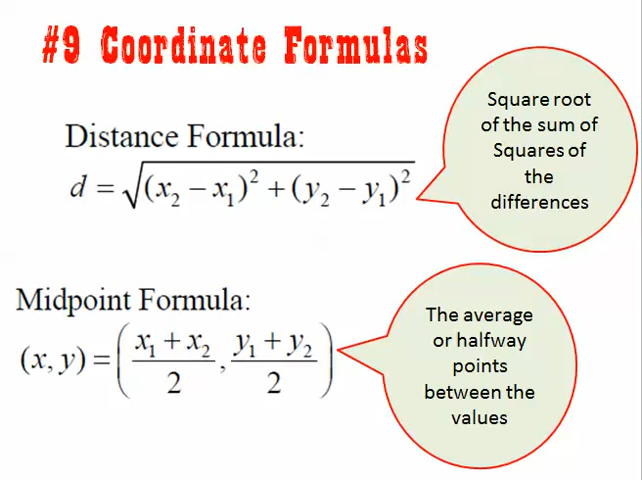 #9 Coordinate Formulas
Distance Formula:
d = √(x₂ − x₁)² + (y₂ − y₁)²
Square root
of the sum of
Squares of
the
differences
Midpoint Formula:
(x, y) = ( x₁ + x₂ / 2 , y₁ + y₂ / 2 )
The average
or halfway
points
between the
values